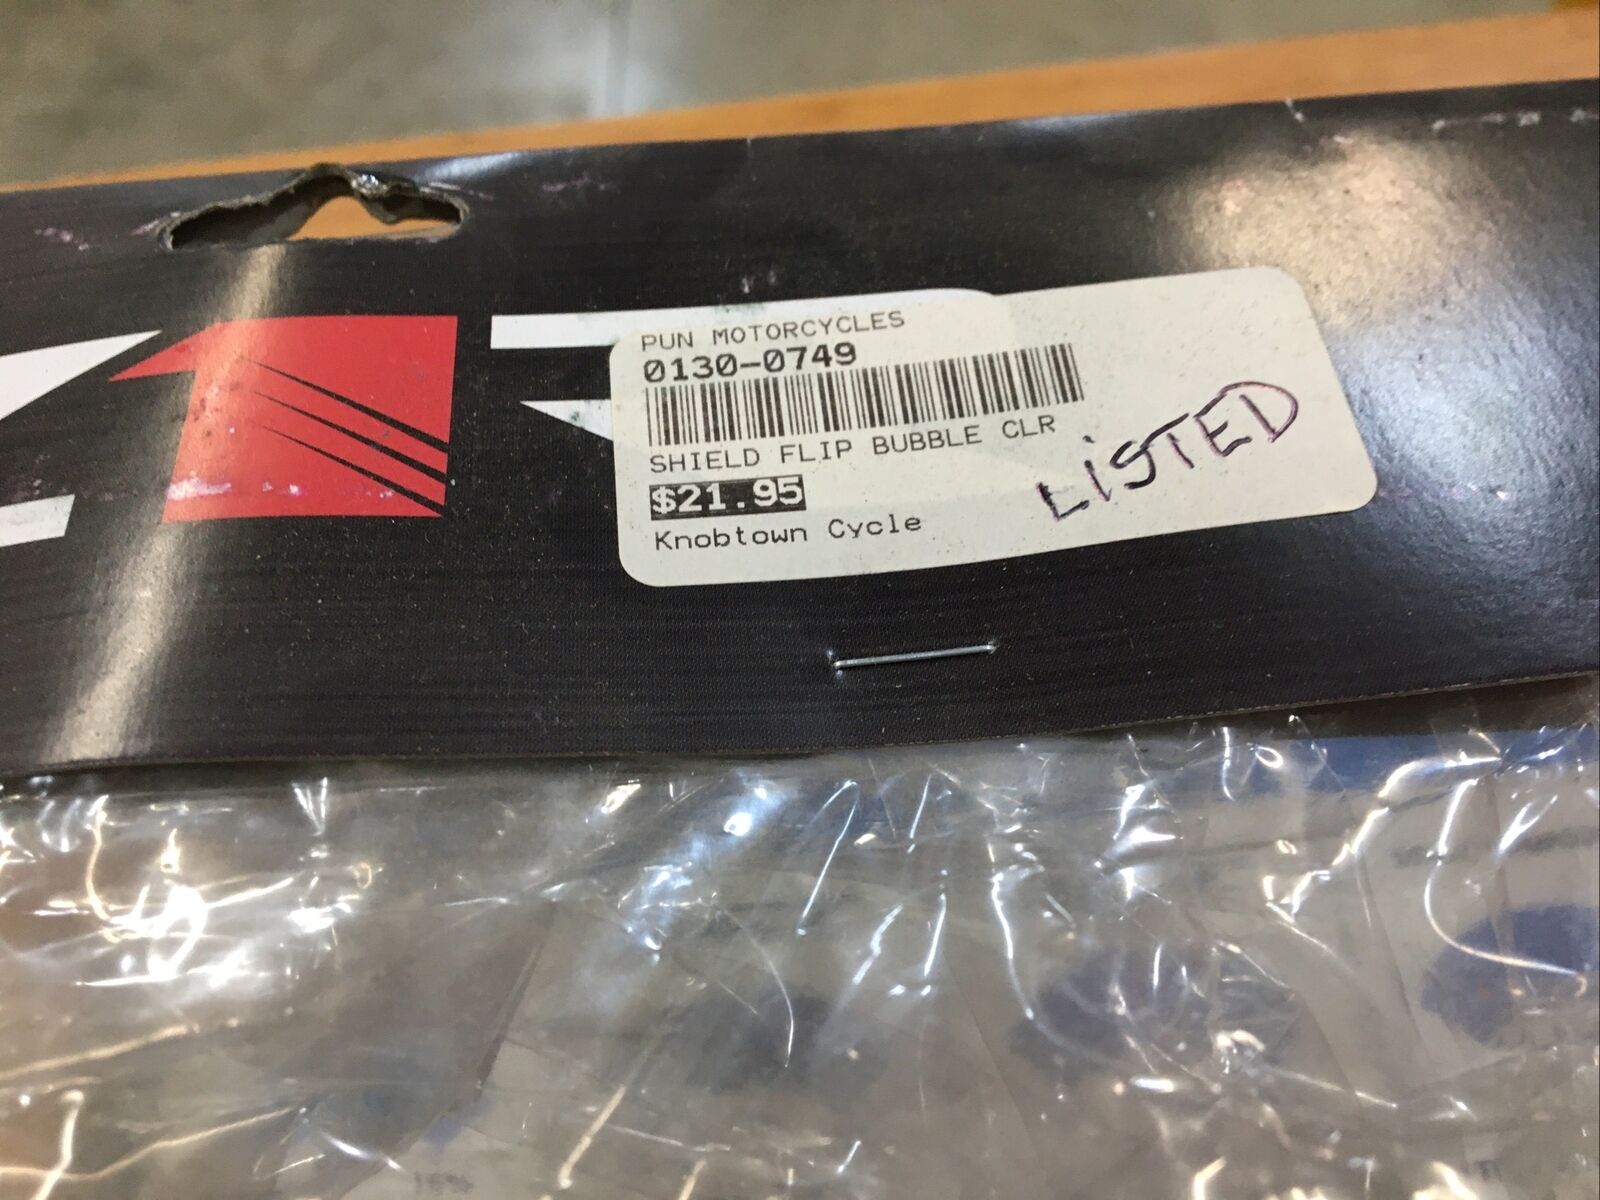 PUN MOTORCYCLES
0130-0749
SHIELD FLIP BUBBLE CLR
$21.95
Knobtown Cycle
LiSTED